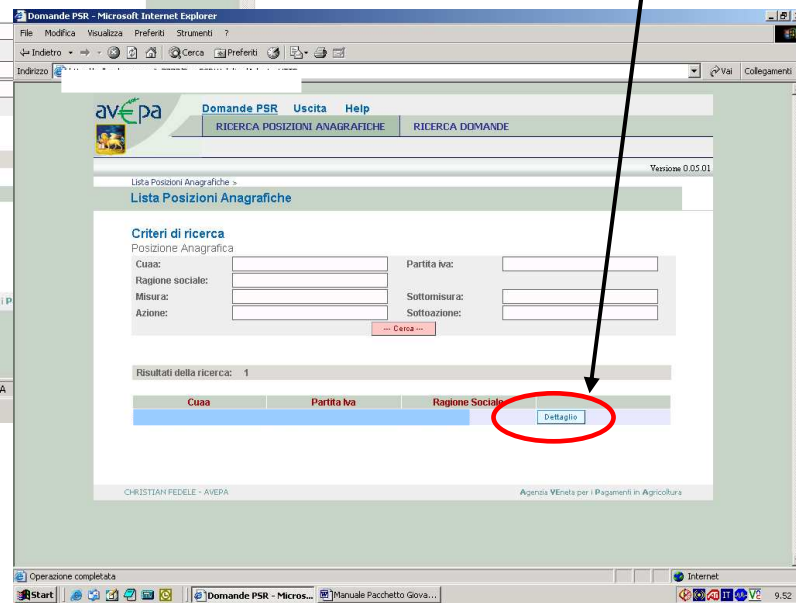 Domande PSR - Microsoft Internet Explorer
File Modifica Visualizza Preferiti Strumenti ?
Indietro Cerca Preferiti
Indirizzo Vai Collegamenti
avepa
Domande PSR Uscita Help
RICERCA POSIZIONI ANAGRAFICHE RICERCA DOMANDE
Versione 0.05.01
Lista Posizioni Anagrafiche >
Lista Posizioni Anagrafiche
Criteri di ricerca
Posizione Anagrafica
Cuaa: Partita iva:
Ragione sociale:
Misura: Sottomisura:
Azione: Sottoazione:
--- Cerca ---
Risultati della ricerca: 1
Cuaa Partita Iva Ragione Sociale
Dettaglio
CHRISTIAN FEDELE - AVEPA Agenzia VEneta per i Pagamenti in Agricoltura
Operazione completata Internet
Start Domande PSR - Micros... Manuale Pacchetto Giova... IT 9.52